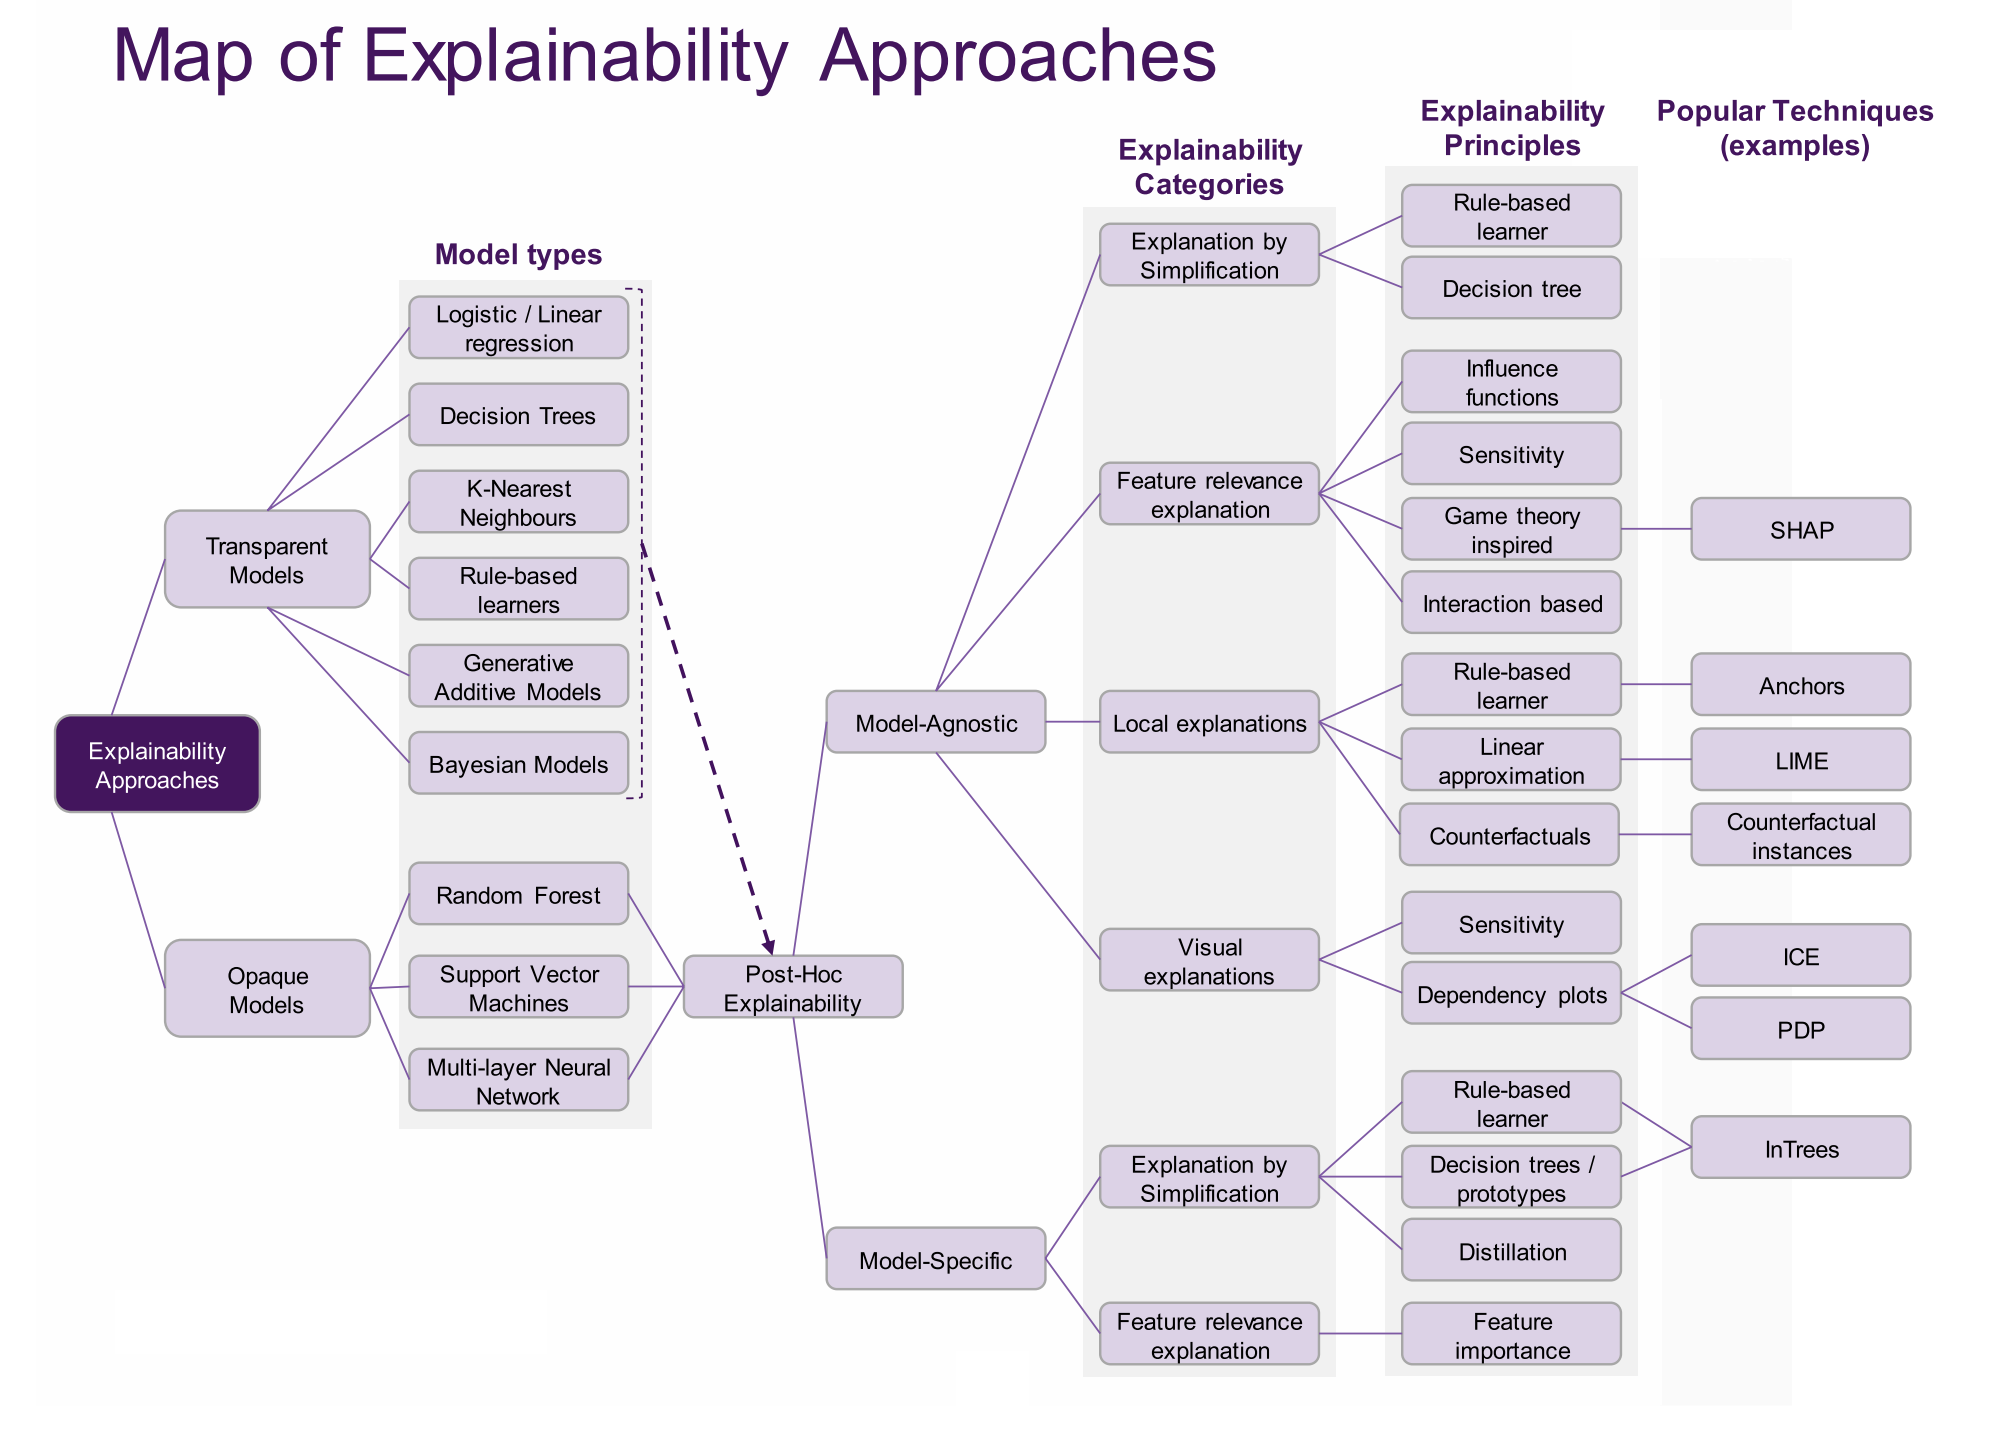 Map of Explainability Approaches
Explainability
Approaches
Transparent
Models
Opaque
Models
Model types
Logistic / Linear
regression
Decision Trees
K-Nearest
Neighbours
Rule-based
learners
Generative
Additive Models
Bayesian Models
Random Forest
Support Vector
Machines
Multi-layer Neural
Network
Post-Hoc
Explainability
Model-Agnostic
Model-Specific
Explainability
Categories
Explanation by
Simplification
Feature relevance
explanation
Local explanations
Visual
explanations
Explanation by
Simplification
Feature relevance
explanation
Explainability
Principles
Rule-based
learner
Decision tree
Influence
functions
Sensitivity
Game theory
inspired
Interaction based
Rule-based
learner
Linear
approximation
Counterfactuals
Sensitivity
Dependency plots
Rule-based
learner
Decision trees /
prototypes
Distillation
Feature
importance
Popular Techniques
(examples)
SHAP
Anchors
LIME
Counterfactual
instances
ICE
PDP
InTrees